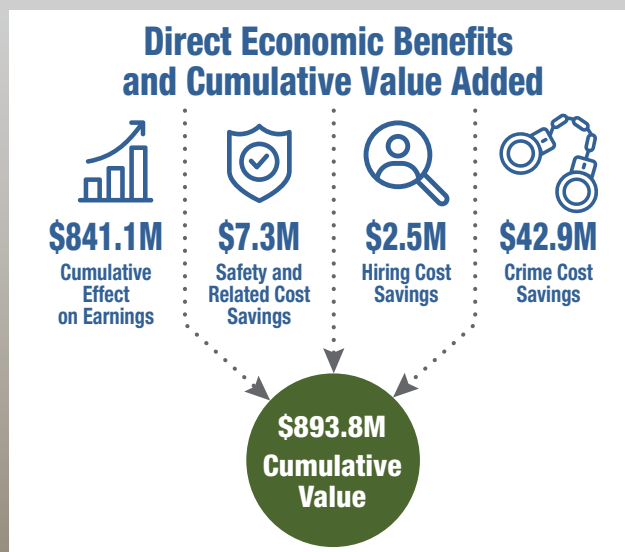 Direct Economic Benefits
and Cumulative Value Added
$841.1M
Cumulative
Effect
on Earnings
$7.3M
Safety and
Related Cost
Savings
$2.5M
Hiring Cost
Savings
$42.9M
Crime Cost
Savings
$893.8M
Cumulative
Value